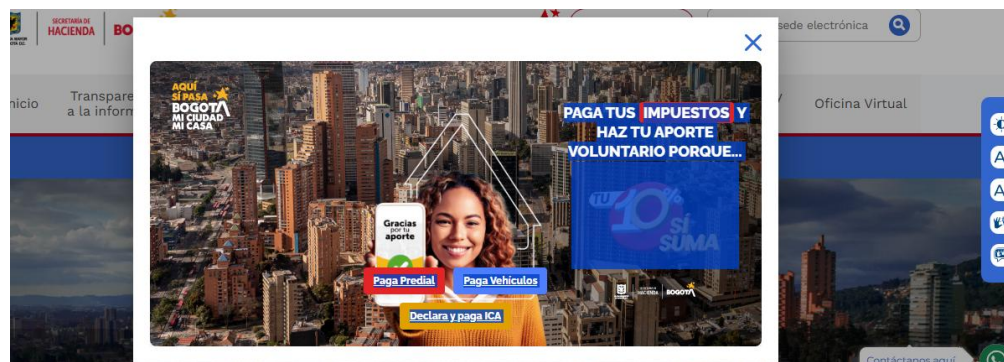 SECRETARÍA DE
HACIENDA
BO
sede electrónica
nicio
Transpare
a la inform
Oficina Virtual
AQUÍ
SÍ PASA
BOGOTÁ
MI CIUDAD
MI CASA
PAGA TUS IMPUESTOS Y
HAZ TU APORTE
VOLUNTARIO PORQUE...
TU 10%
SÍ
SUMA
Gracias
por tu
aporte
Paga Predial
Paga Vehículos
Declara y paga ICA
HACIENDA
BOGOTÁ
Contáctanos aquí